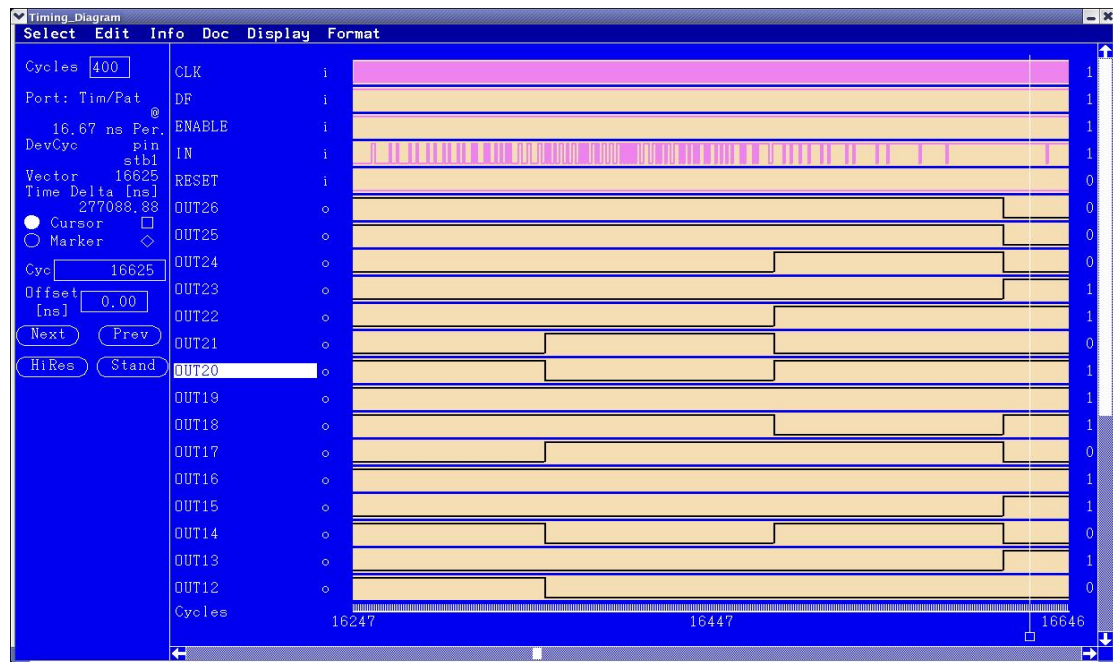 Timing_Diagram
Select Edit Info Doc Display Format
Cycles 400
Port: Tim/Pat
@
16.67 ns Per.
DevCyc pin
stb1
Vector 16625
Time Delta [ns]
277088.88
Cursor
Marker
Cyc 16625
Offset 0.00
[ns]
Next Prev
HiRes Stand
CLK i 1
DF i 1
ENABLE i 1
IN i 1
RESET i 0
OUT26 o 0
OUT25 o 0
OUT24 o 0
OUT23 o 1
OUT22 o 1
OUT21 o 0
OUT20 o 1
OUT19 o 1
OUT18 o 1
OUT17 o 0
OUT16 o 1
OUT15 o 1
OUT14 o 0
OUT13 o 1
OUT12 o 0
Cycles
16247 16447 16646